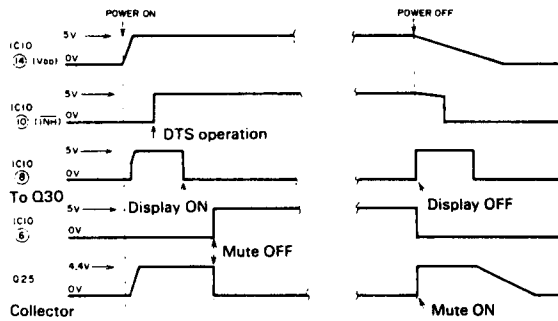 POWER ON POWER OFF
IC10 5V
⑭ (VDD) 0V
IC10 5V
⑩ (INH) 0V
DTS operation
IC10 5V
⑧ 0V
To Q30
Display ON Display OFF
IC10 5V
⑥ 0V
Mute OFF
Q25 4.4V
0V
Collector Mute ON